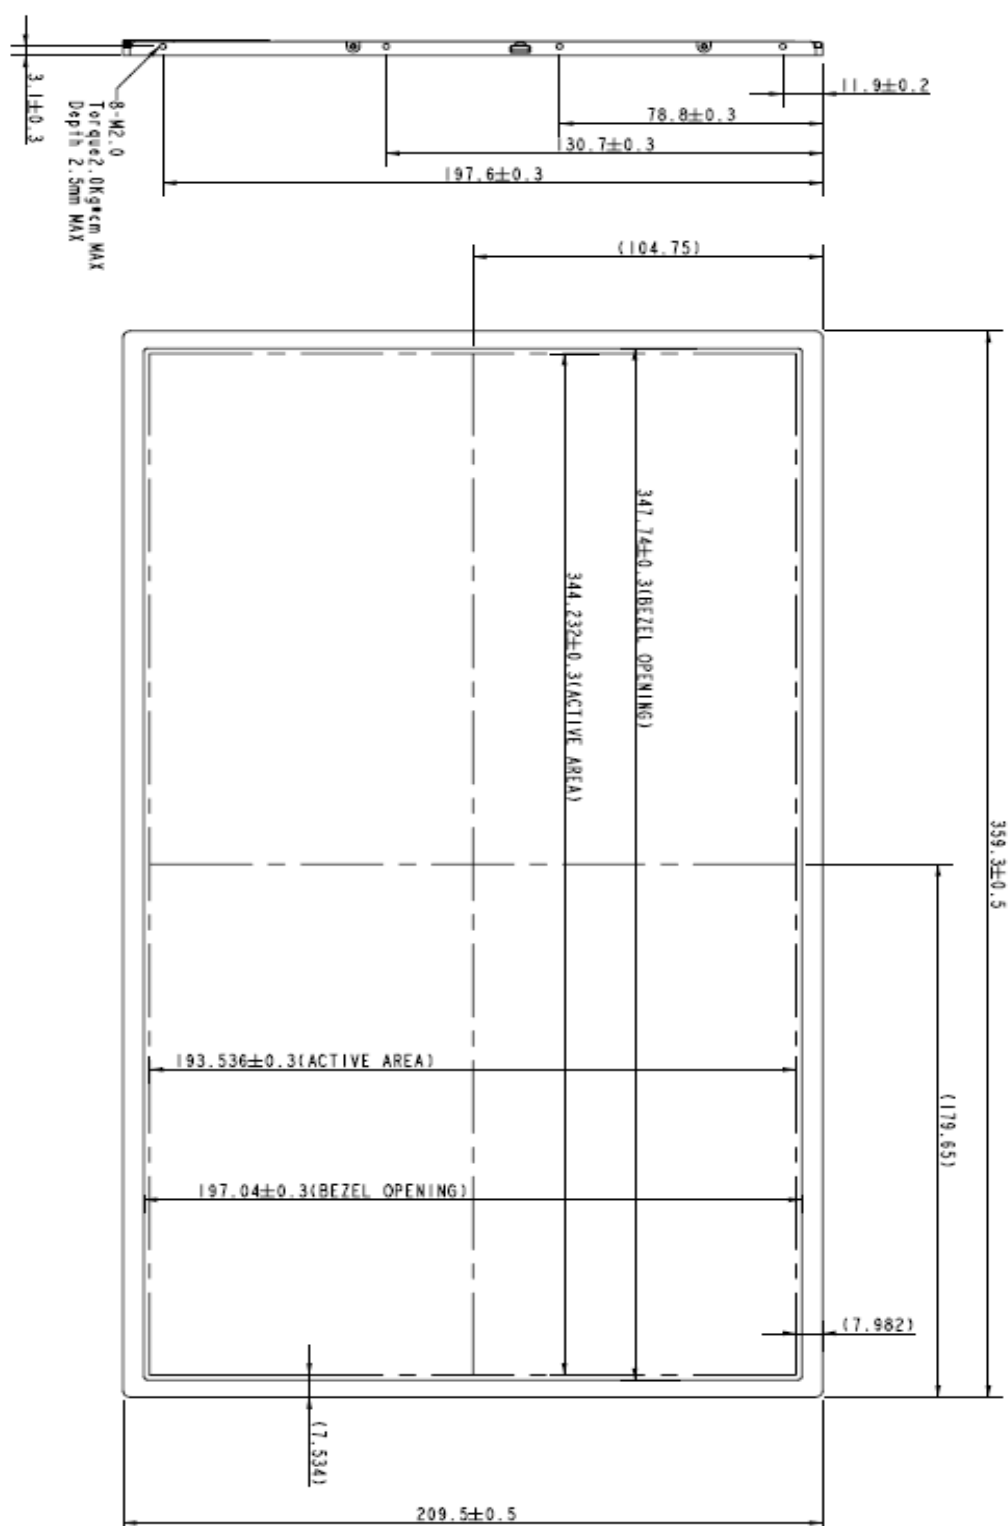 11.9±0.2
78.8±0.3
130.7±0.3
197.6±0.3
3.1±0.3
8-M2.0
Torque2.0Kg*cm MAX
Depth 2.5mm MAX
(104.75)
347.74±0.3(BEZEL OPENING)
344.232±0.3(ACTIVE AREA)
359.3±0.5
193.536±0.3(ACTIVE AREA)
(179.65)
197.04±0.3(BEZEL OPENING)
(7.982)
(7.534)
209.5±0.5